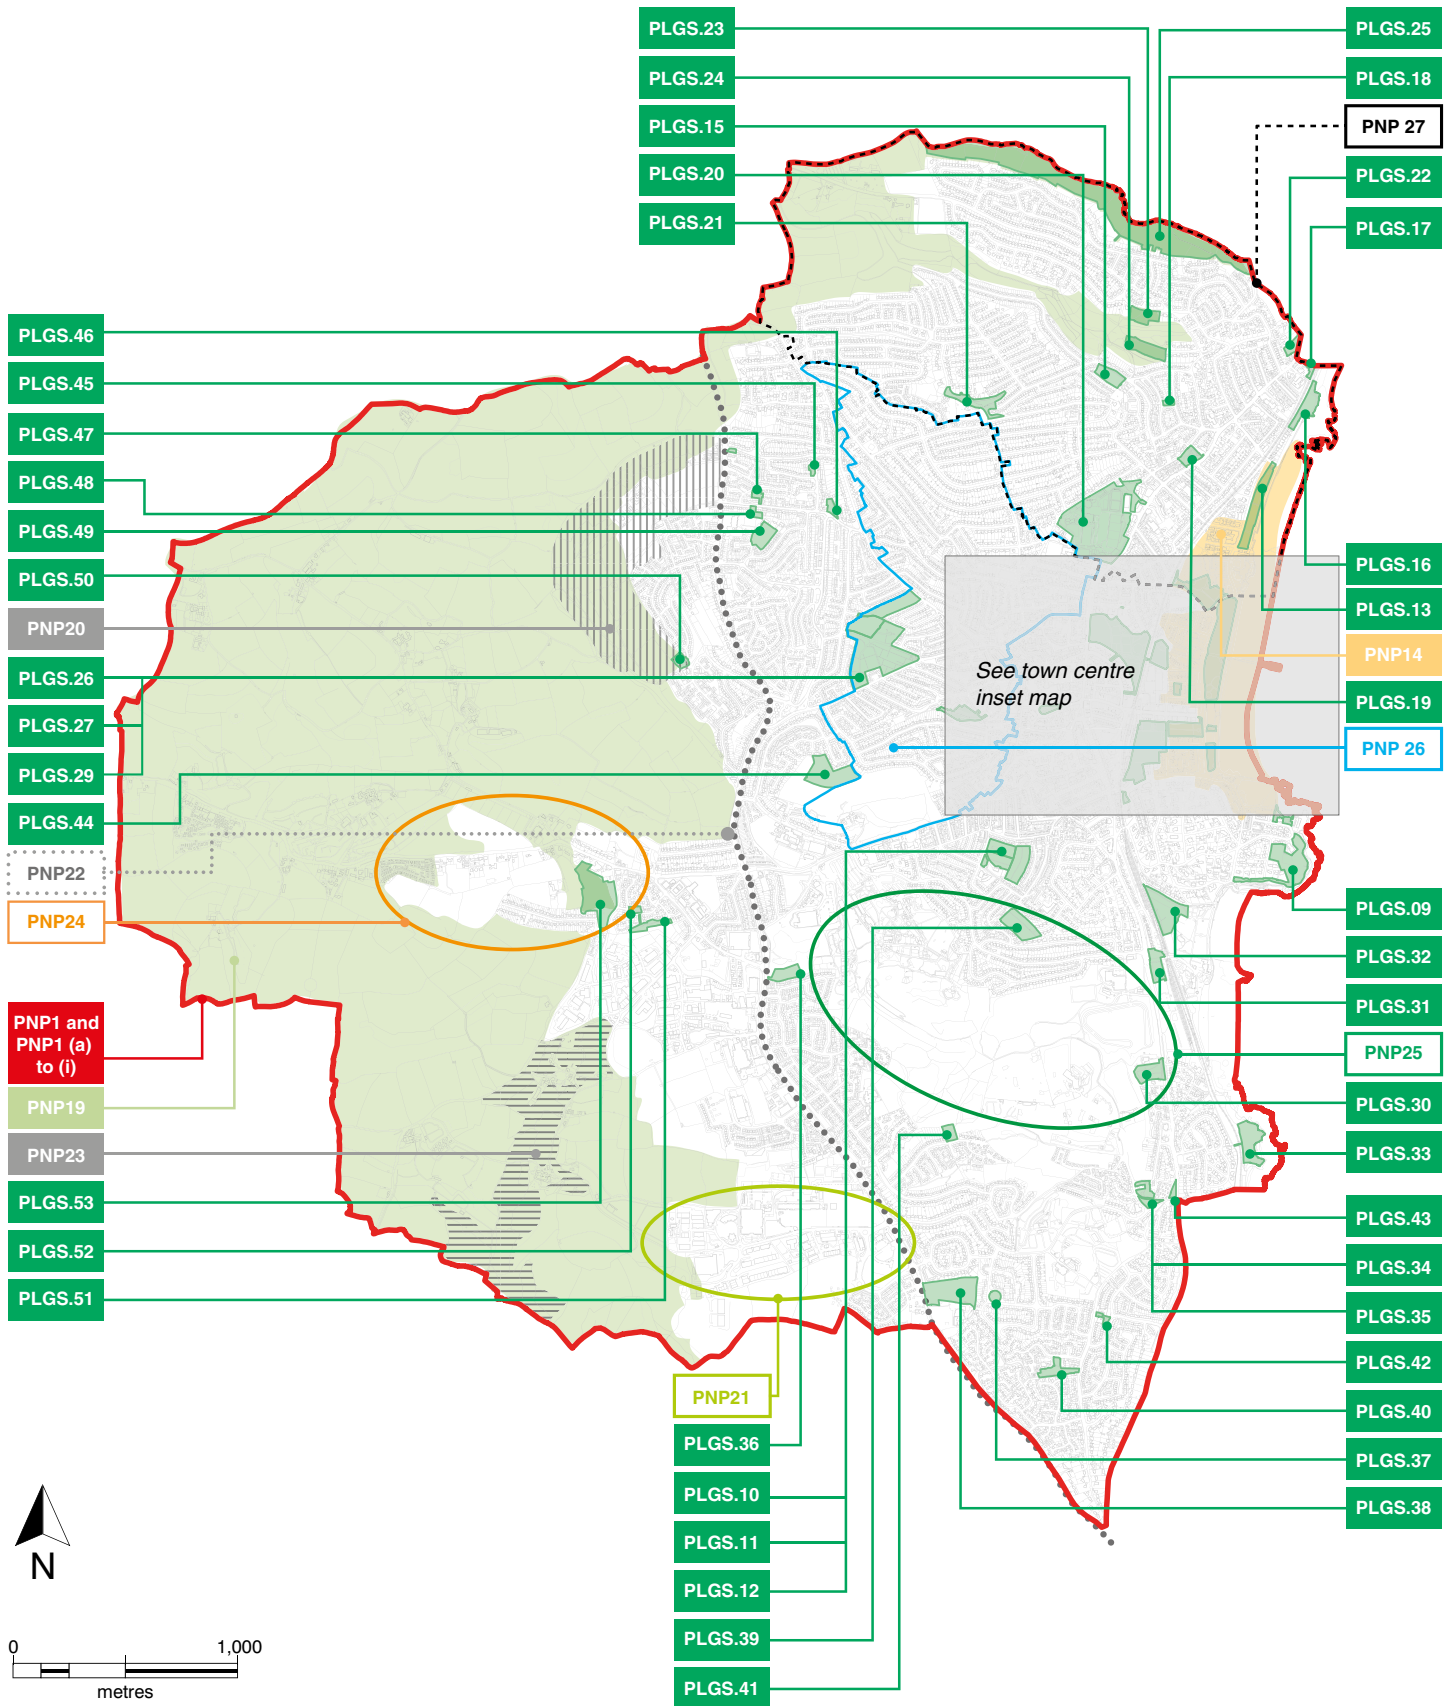 PLGS.23
PLGS.24
PLGS.15
PLGS.20
PLGS.21
PLGS.25
PLGS.18
PNP 27
PLGS.22
PLGS.17
PLGS.46
PLGS.45
PLGS.47
PLGS.48
PLGS.49
PLGS.50
PNP20
PLGS.26
PLGS.27
PLGS.29
PLGS.44
PNP22
PNP24
PNP1 and
PNP1 (a)
to (i)
PNP19
PNP23
PLGS.53
PLGS.52
PLGS.51
See town centre
inset map
PLGS.16
PLGS.13
PNP14
PLGS.19
PNP 26
PLGS.09
PLGS.32
PLGS.31
PNP25
PLGS.30
PLGS.33
PLGS.43
PLGS.34
PLGS.35
PLGS.42
PLGS.40
PLGS.37
PLGS.38
PNP21
PLGS.36
PLGS.10
PLGS.11
PLGS.12
PLGS.39
PLGS.41
N
0 1,000
metres